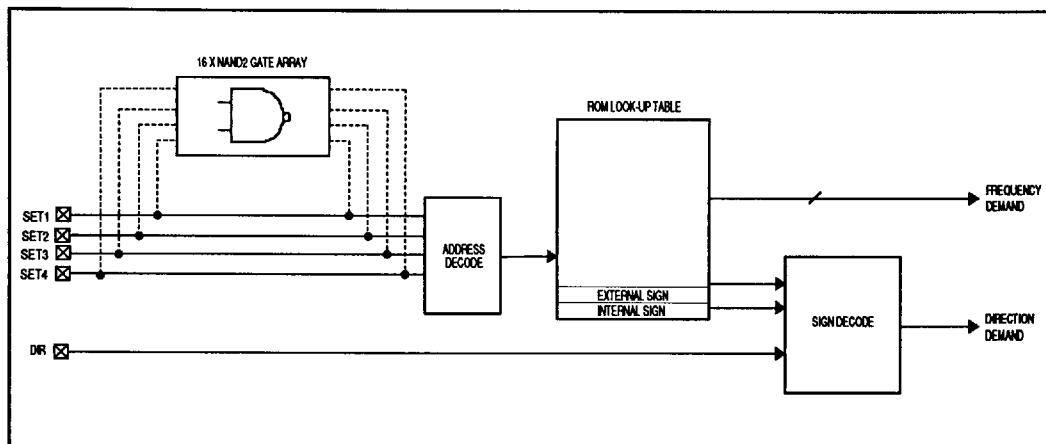 16 X NAND2 GATE ARRAY
ROM LOOK-UP TABLE
FREQUENCY
DEMAND
SET1
SET2
SET3
SET4
ADDRESS
DECODE
EXTERNAL SIGN
INTERNAL SIGN
SIGN DECODE
DIRECTION
DEMAND
DIR